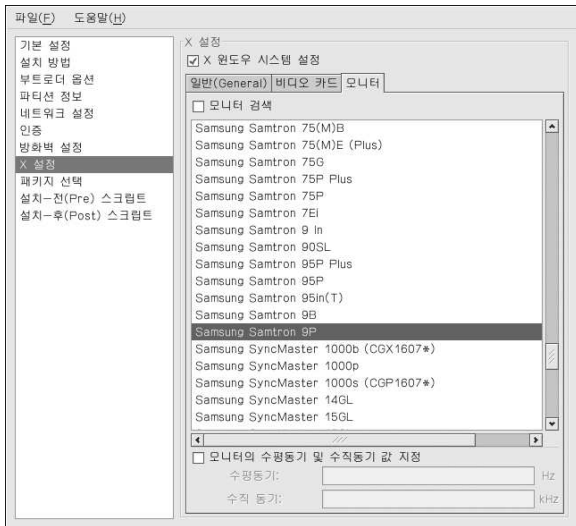 파일(F) 도움말(H)
기본 설정
설치 방법
부트로더 옵션
파티션 정보
네트워크 설정
인증
방화벽 설정
X 설정
패키지 선택
설치-전(Pre) 스크립트
설치-후(Post) 스크립트
X 설정
X 윈도우 시스템 설정
일반(General) 비디오 카드 모니터
모니터 검색
Samsung Samtron 75(M)B
Samsung Samtron 75(M)E (Plus)
Samsung Samtron 75G
Samsung Samtron 75P Plus
Samsung Samtron 75P
Samsung Samtron 7Ei
Samsung Samtron 9 In
Samsung Samtron 90SL
Samsung Samtron 95P Plus
Samsung Samtron 95P
Samsung Samtron 95in(T)
Samsung Samtron 9B
Samsung Samtron 9P
Samsung SyncMaster 1000b (CGX1607*)
Samsung SyncMaster 1000p
Samsung SyncMaster 1000s (CGP1607*)
Samsung SyncMaster 14GL
Samsung SyncMaster 15GL
모니터의 수평동기 및 수직동기 값 지정
수평동기: Hz
수직 동기: kHz